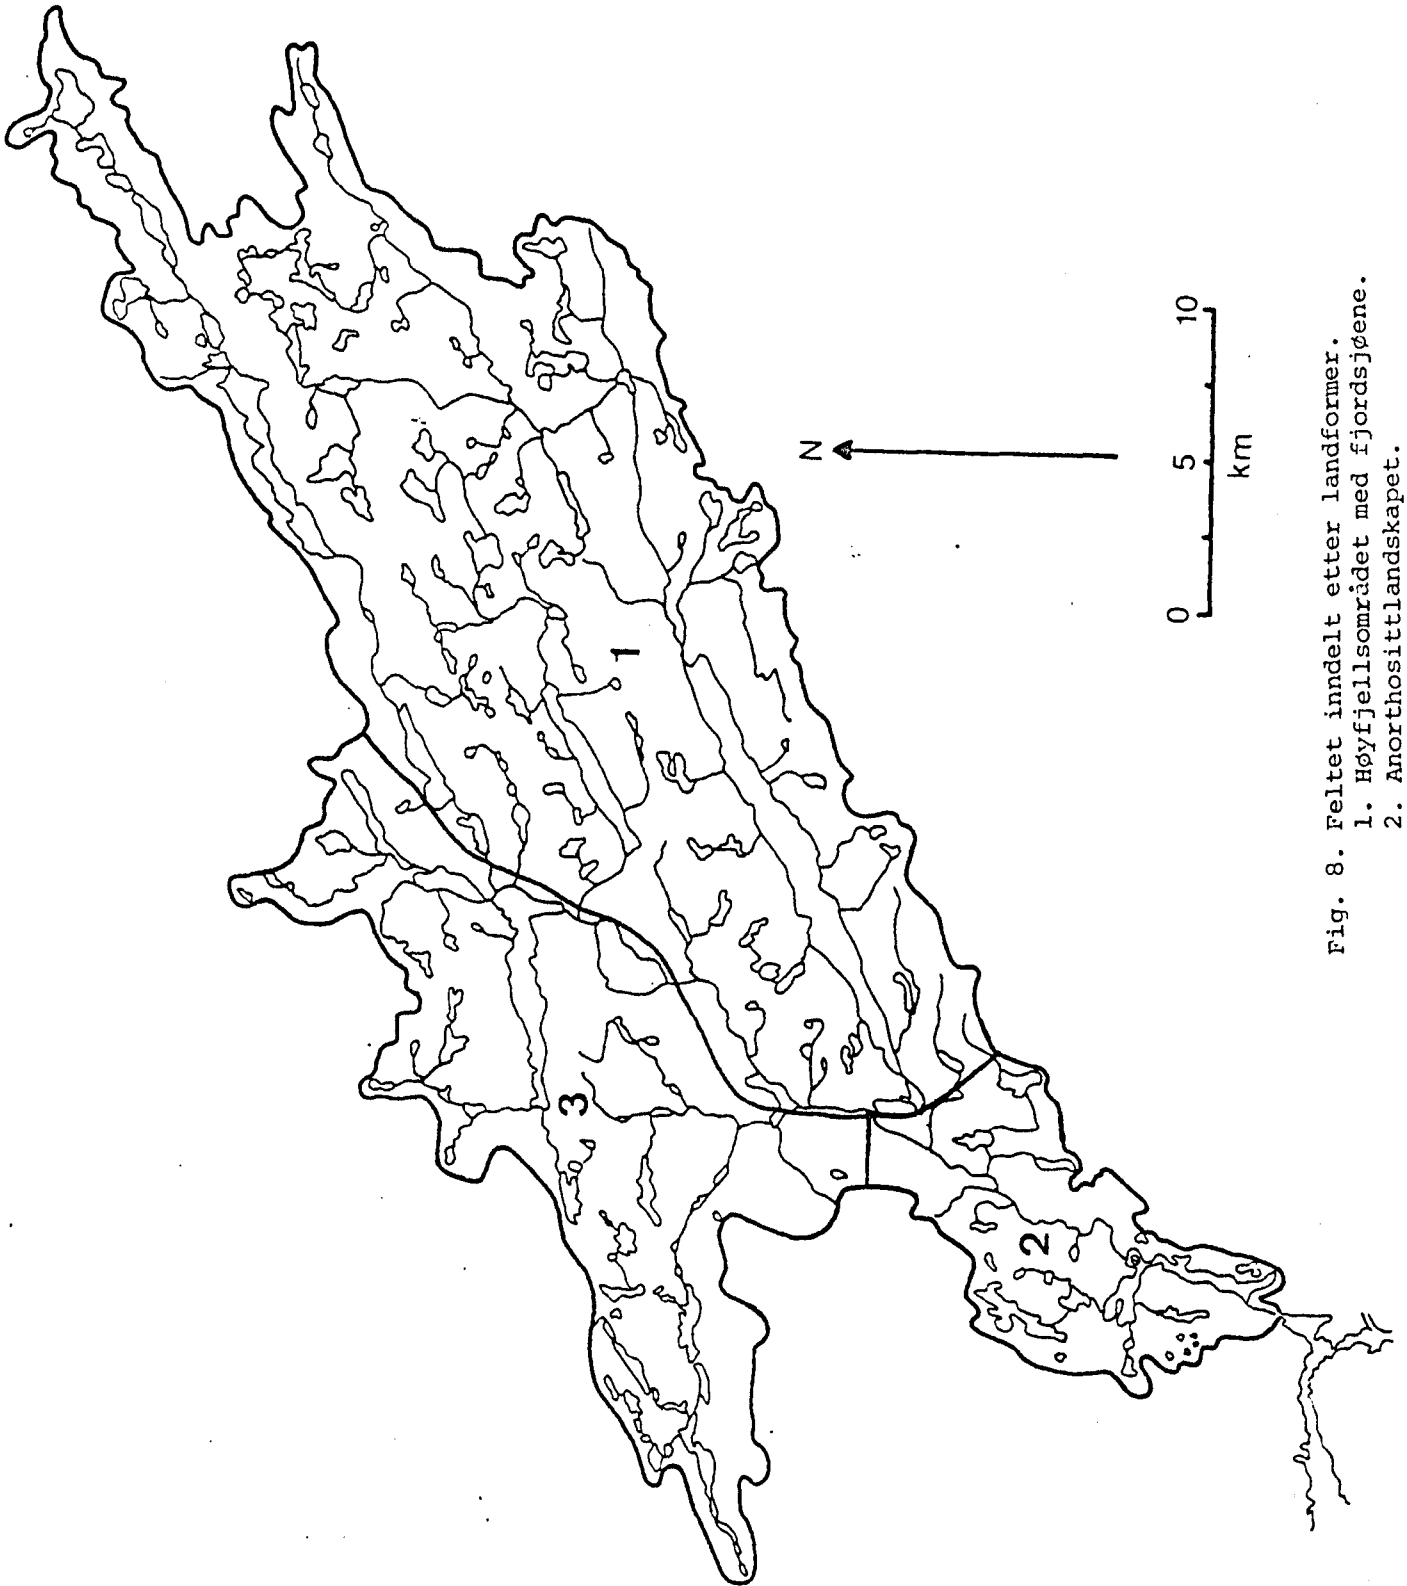 1
2
3
N
0 5 10
km
Fig. 8. Feltet inndelt etter landformer.
1. Høyfjellsområdet med fjordsjøene.
2. Anorthosittlandskapet.